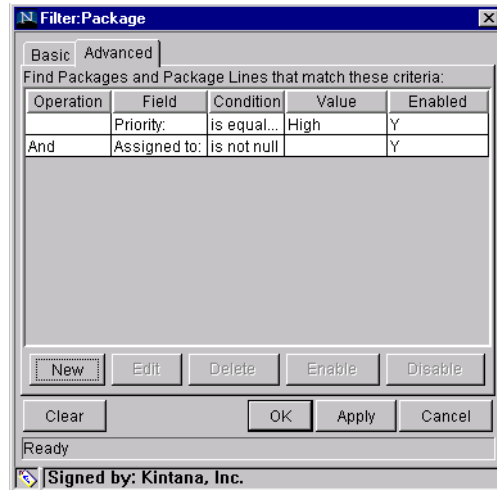 Filter:Package
Basic Advanced
Find Packages and Package Lines that match these criteria:
Operation Field Condition Value Enabled
Priority: is equal... High Y
And Assigned to: is not null Y
New Edit Delete Enable Disable
Clear OK Apply Cancel
Ready
Signed by: Kintana, Inc.